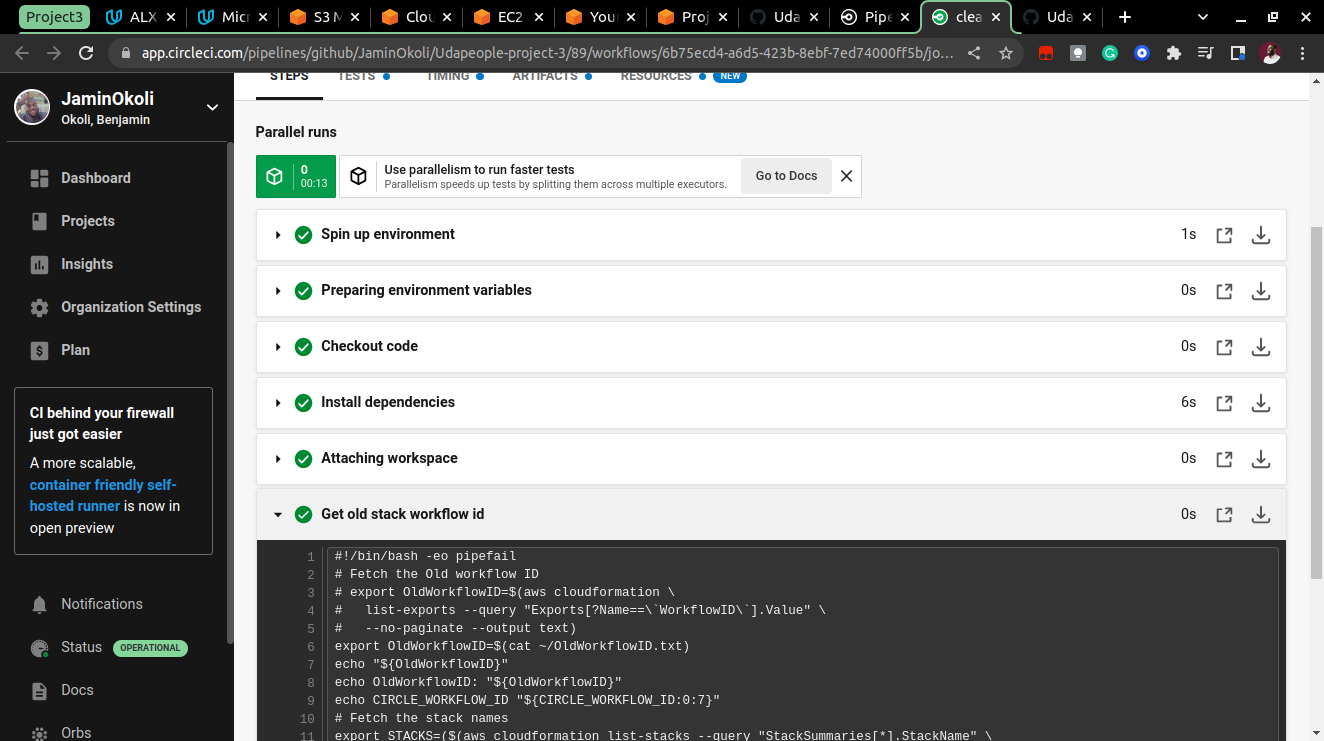 Project3
ALX
Micr
S3 M
Clou
EC2
Your
Proj
Uda
Pipe
clea
Uda
app.circleci.com/pipelines/github/JaminOkoli/Udapeople-project-3/89/workflows/6b75ecd4-a6d5-423b-8ebf-7ed74000ff5b/jo...
JaminOkoli
Okoli, Benjamin
Dashboard
Projects
Insights
Organization Settings
Plan
CI behind your firewall
just got easier
A more scalable,
container friendly self-
hosted runner is now in
open preview
Notifications
Status OPERATIONAL
Docs
Orbs
STEPS TESTS TIMING ARTIFACTS RESOURCES NEW
Parallel runs
0
00:13
Use parallelism to run faster tests
Parallelism speeds up tests by splitting them across multiple executors.
Go to Docs
Spin up environment 1s
Preparing environment variables 0s
Checkout code 0s
Install dependencies 6s
Attaching workspace 0s
Get old stack workflow id 0s
1 #!/bin/bash -eo pipefail
2 # Fetch the Old workflow ID
3 # export OldWorkflowID=$(aws cloudformation \
4 #   list-exports --query "Exports[?Name==\`WorkflowID\`].Value" \
5 #   --no-paginate --output text)
6 export OldWorkflowID=$(cat ~/OldWorkflowID.txt)
7 echo "${OldWorkflowID}"
8 echo OldWorkflowID: "${OldWorkflowID}"
9 echo CIRCLE_WORKFLOW_ID "${CIRCLE_WORKFLOW_ID:0:7}"
10 # Fetch the stack names
11 export STACKS=($(aws cloudformation list-stacks --query "StackSummaries[*].StackName" \